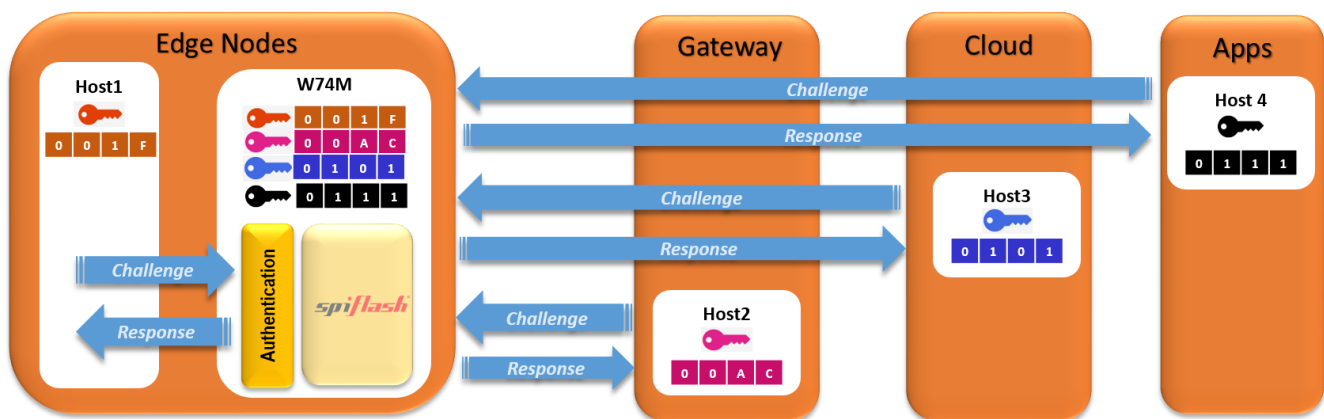 Edge Nodes
Host1
0 0 1 F
W74M
0 0 1 F
0 0 A C
0 1 0 1
0 1 1 1
Challenge
Response
Authentication
spiflash
Gateway
Cloud
Apps
Challenge
Response
Host 4
0 1 1 1
Challenge
Response
Host3
0 1 0 1
Challenge
Response
Host2
0 0 A C